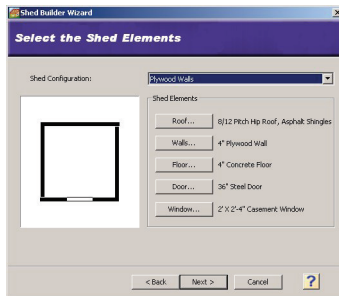 Shed Builder Wizard
Select the Shed Elements
Shed Configuration:
Plywood Walls
Shed Elements
Roof... 8/12 Pitch Hip Roof, Asphalt Shingles
Walls... 4" Plywood Wall
Floor... 4" Concrete Floor
Door... 36" Steel Door
Window... 2' X 2'-4" Casement Window
< Back Next > Cancel ?